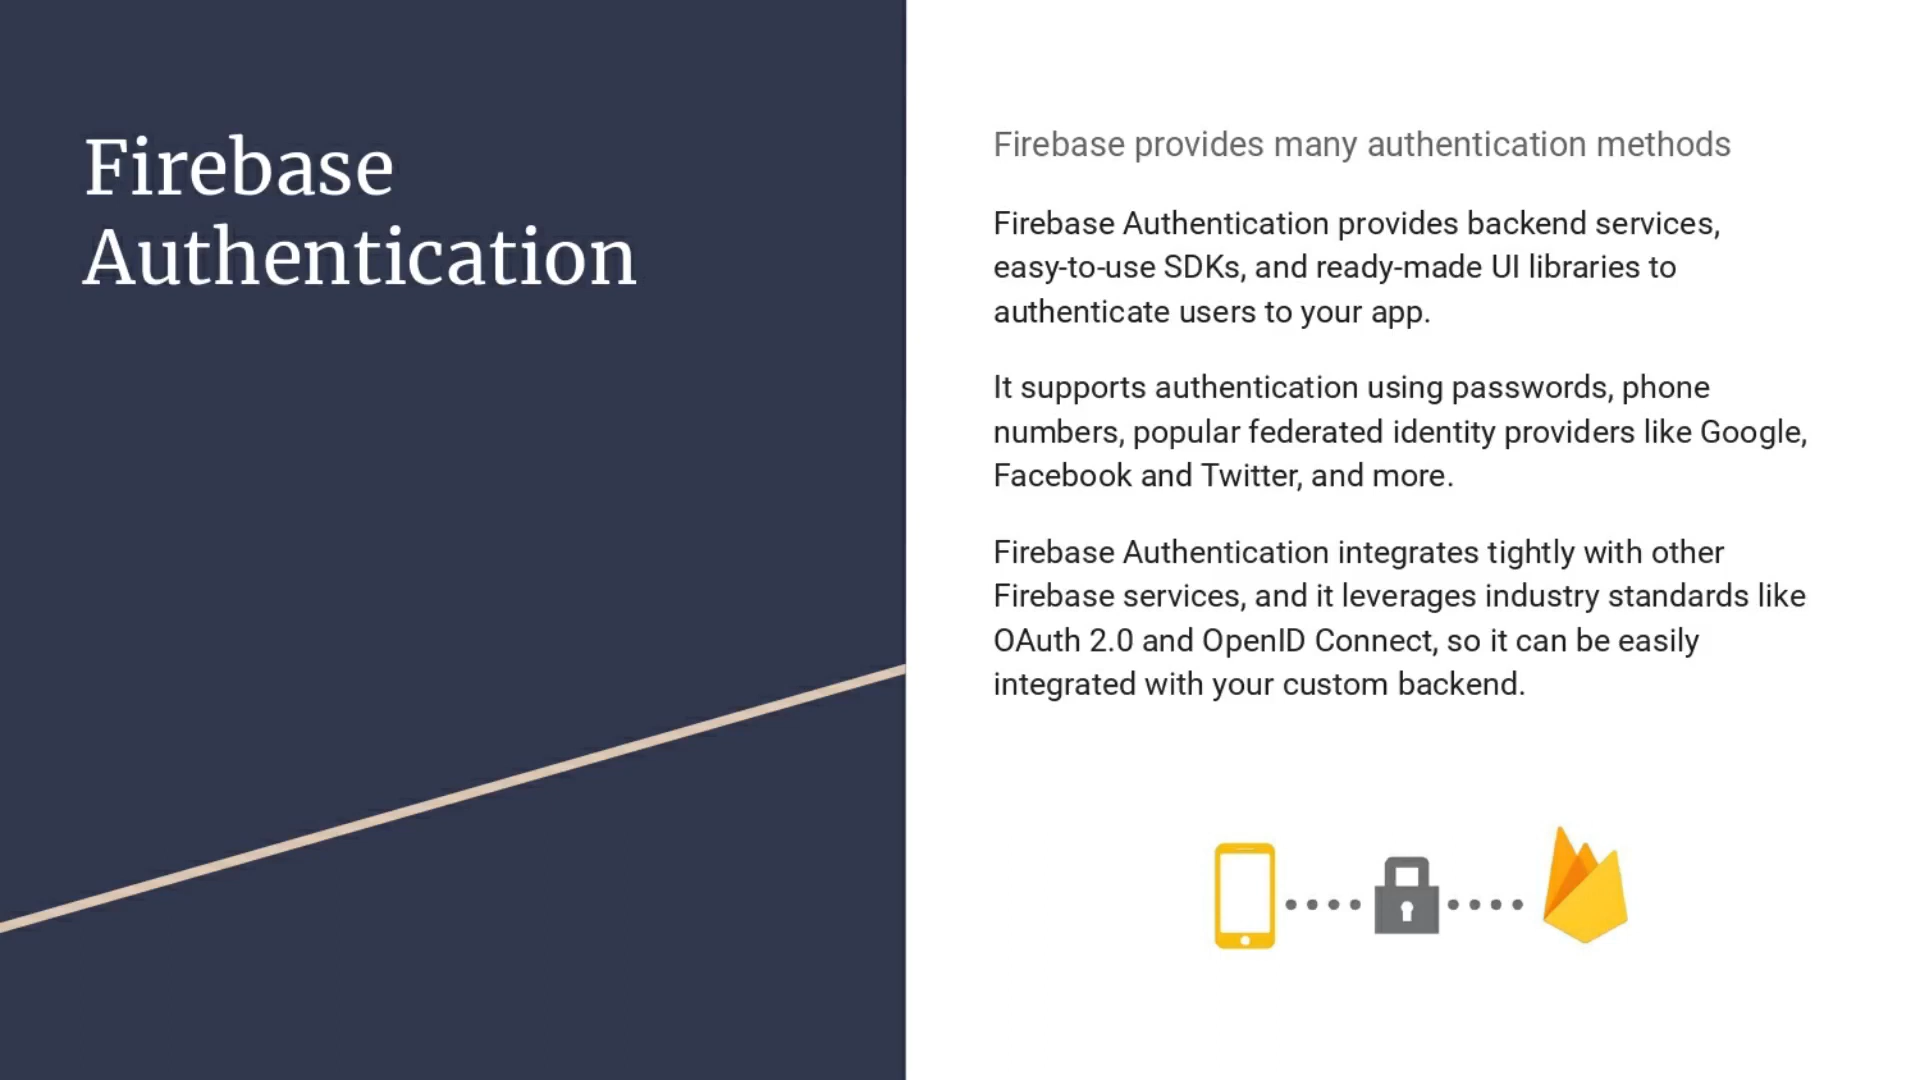 Firebase
Authentication
Firebase provides many authentication methods
Firebase Authentication provides backend services,
easy-to-use SDKs, and ready-made UI libraries to
authenticate users to your app.
It supports authentication using passwords, phone
numbers, popular federated identity providers like Google,
Facebook and Twitter, and more.
Firebase Authentication integrates tightly with other
Firebase services, and it leverages industry standards like
OAuth 2.0 and OpenID Connect, so it can be easily
integrated with your custom backend.